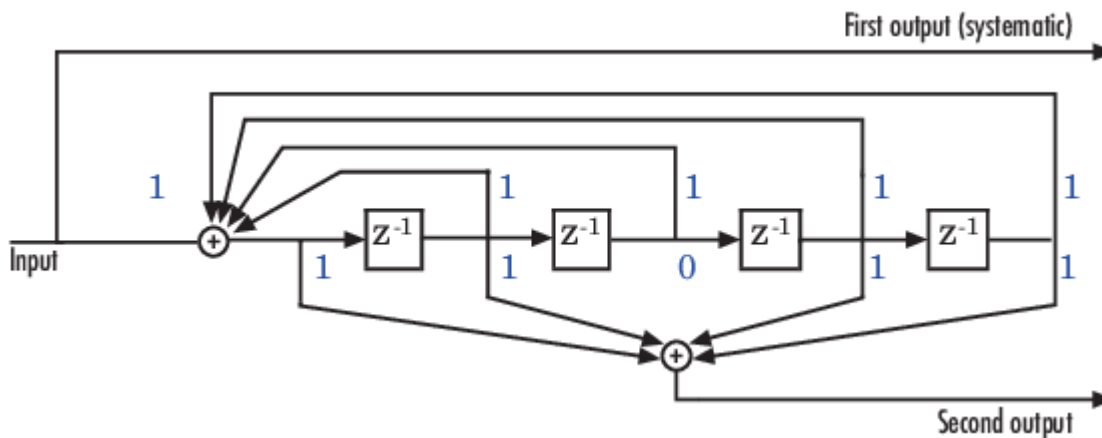 First output (systematic)
1 1 1 1 1
Input
+ z⁻¹ z⁻¹ z⁻¹ z⁻¹
1 1 0 1 1
+
Second output